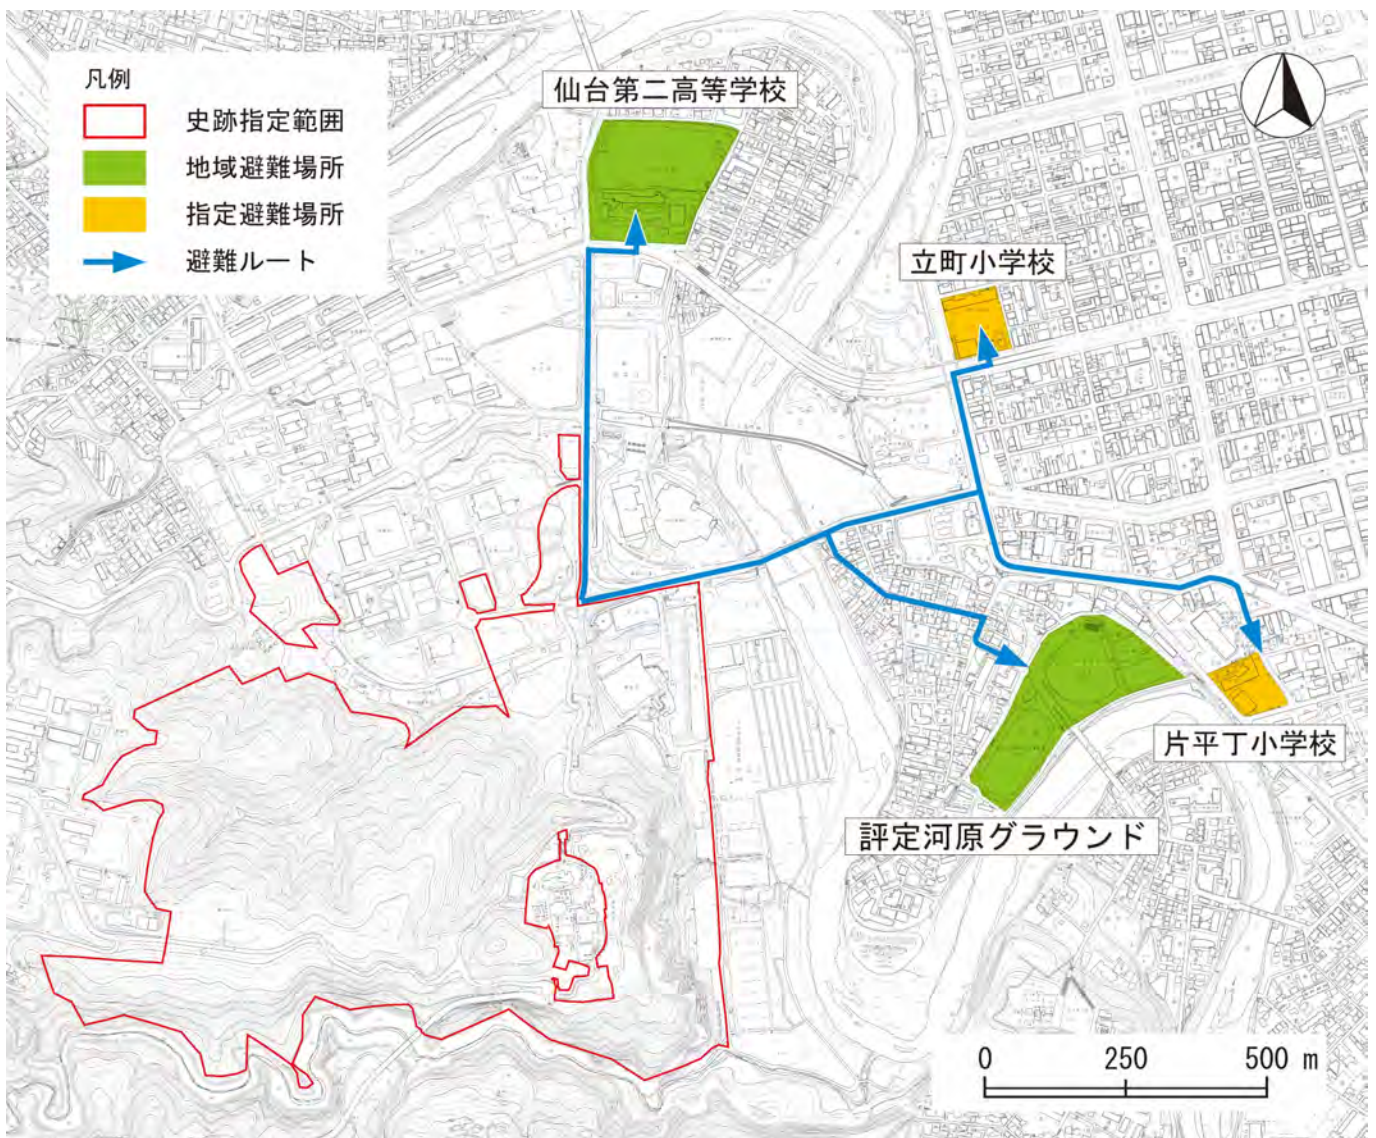 凡例
史跡指定範囲
地域避難場所
指定避難場所
避難ルート
仙台第二高等学校
立町小学校
片平丁小学校
評定河原グラウンド
0 250 500 m